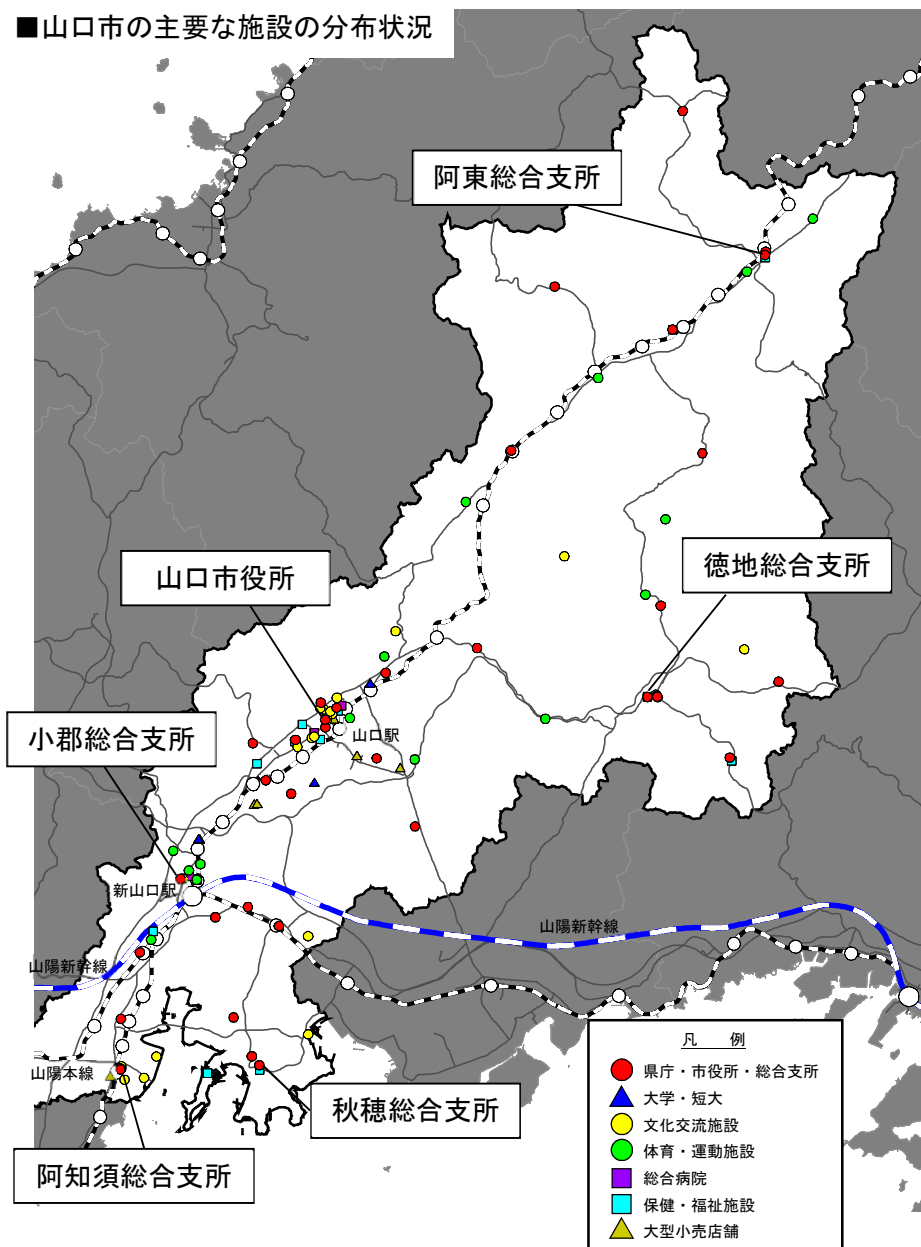 ■山口市の主要な施設の分布状況
阿東総合支所
徳地総合支所
山口市役所
小郡総合支所
山口駅
新山口駅
山陽新幹線
山陽新幹線
山陽本線
秋穂総合支所
阿知須総合支所
凡 例
県庁・市役所・総合支所
大学・短大
文化交流施設
体育・運動施設
総合病院
保健・福祉施設
大型小売店舗